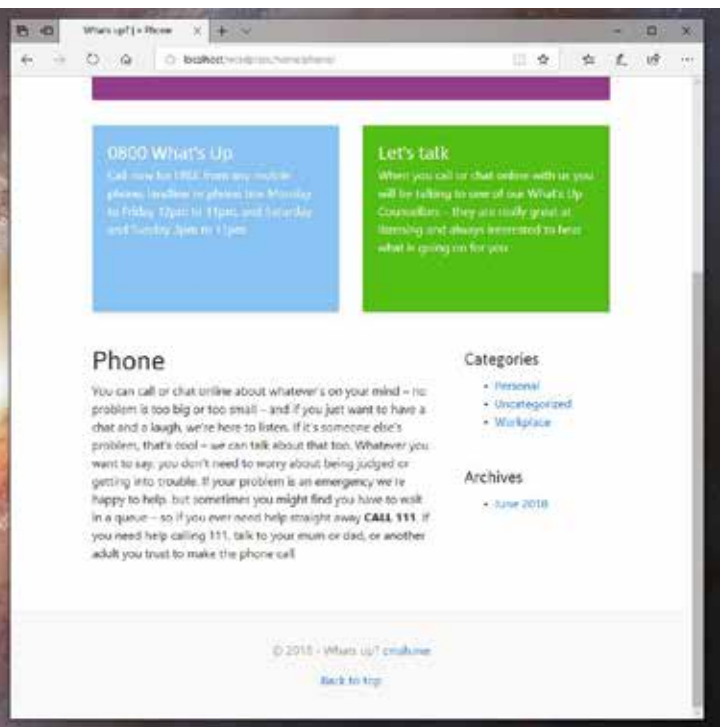 Whats up? | » Phone
localhost/wordpress/home/phone/
0800 What's Up
Call now for FREE from any mobile
phone, landline or phone box Monday
to Friday 12pm to 11pm, and Saturday
and Sunday 3pm to 11pm
Let's talk
When you call or chat online with us you
will be talking to one of our What's Up
Counsellors – they are really great at
listening and always interested to hear
what is going on for you
Phone
You can call or chat online about whatever's on your mind – no
problem is too big or too small – and if you just want to have a
chat and a laugh, we're here to listen. If it's someone else's
problem, that's cool – we can talk about that too. Whatever you
want to say, you don't need to worry about being judged or
getting into trouble. If your problem is an emergency we're
happy to help, but sometimes you might find you have to wait
in a queue – so if you ever need help straight away CALL 111. If
you need help calling 111, talk to your mum or dad, or another
adult you trust to make the phone call
Categories
• Personal
• Uncategorized
• Workplace
Archives
• June 2018
© 2018 - Whats up?
Back to top